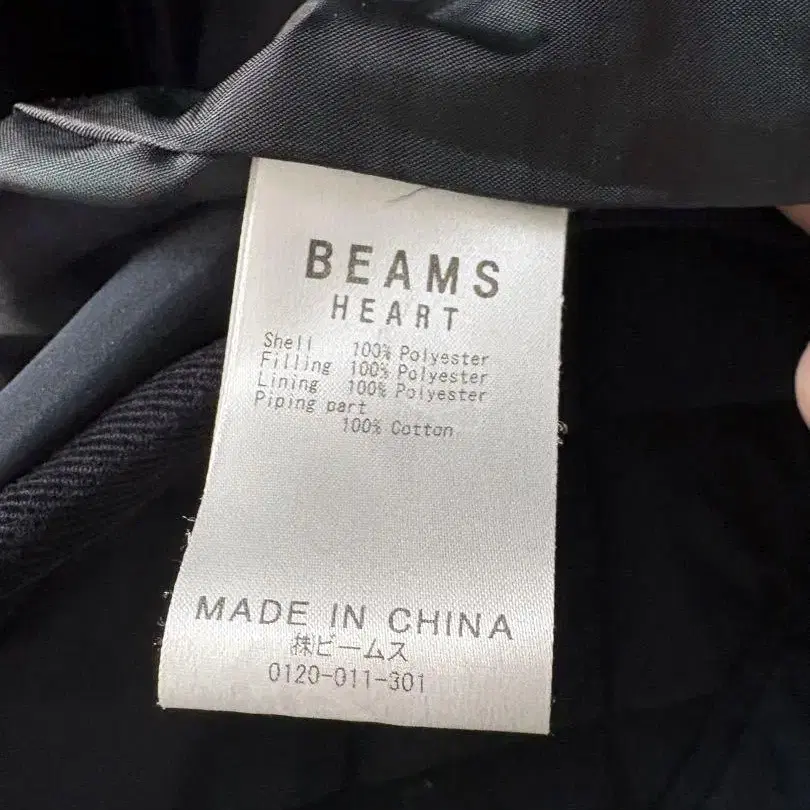 BEAMS
HEART
Shell 100% Polyester
Filling 100% Polyester
Lining 100% Polyester
Piping part
100% Cotton
MADE IN CHINA
㈱ビームス
0120-011-301